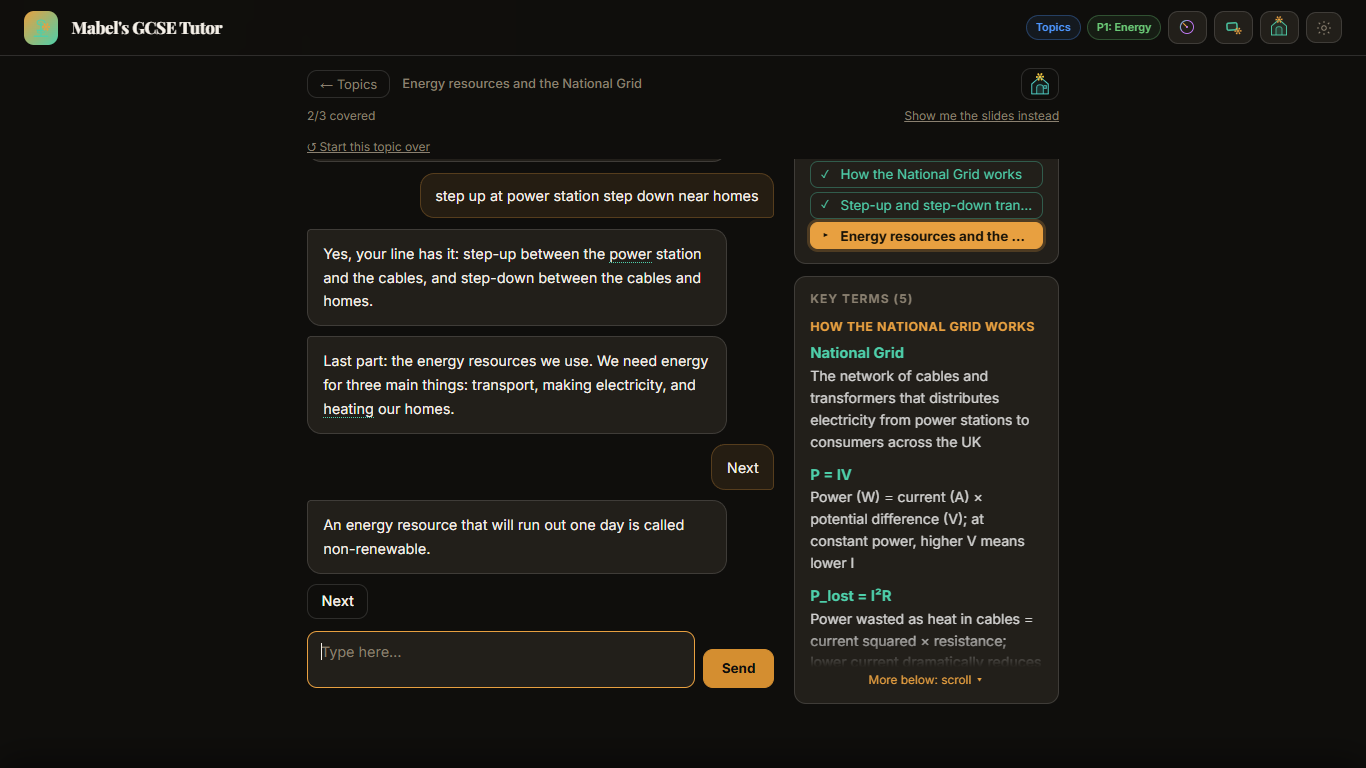 Mabel's GCSE Tutor
Topics
P1: Energy
← Topics
Energy resources and the National Grid
2/3 covered
Show me the slides instead
↺ Start this topic over
step up at power station step down near homes
Yes, your line has it: step-up between the power station
and the cables, and step-down between the cables and
homes.
Last part: the energy resources we use. We need energy
for three main things: transport, making electricity, and
heating our homes.
Next
An energy resource that will run out one day is called
non-renewable.
Next
Type here...
Send
✓ How the National Grid works
✓ Step-up and step-down tran...
‣ Energy resources and the ...
KEY TERMS (5)
HOW THE NATIONAL GRID WORKS
National Grid
The network of cables and
transformers that distributes
electricity from power stations to
consumers across the UK
P = IV
Power (W) = current (A) ×
potential difference (V); at
constant power, higher V means
lower I
P_lost = I²R
Power wasted as heat in cables =
current squared × resistance;
lower current dramatically reduces
More below: scroll ▾